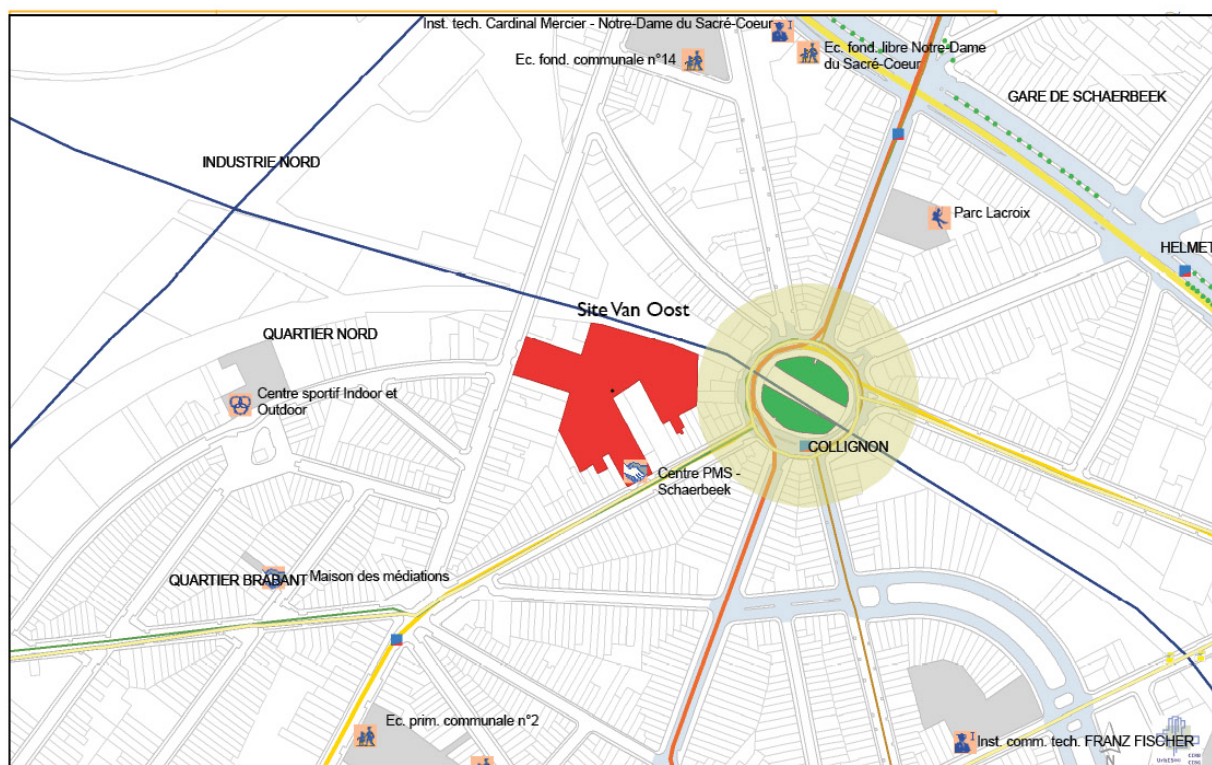 Inst. tech. Cardinal Mercier - Notre-Dame du Sacré-Coeur
Ec. fond. libre Notre-Dame
du Sacré-Coeur
Ec. fond. communale n°14
GARE DE SCHAERBEEK
INDUSTRIE NORD
Parc Lacroix
HELMET
Site Van Oost
QUARTIER NORD
Centre sportif Indoor et
Outdoor
COLLIGNON
Centre PMS -
Schaerbeek
QUARTIER BRABANT
Maison des médiations
Ec. prim. communale n°2
Inst. comm. tech. FRANZ FISCHER
N